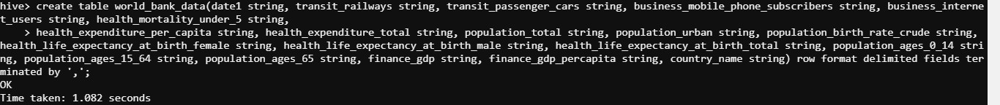 hive> create table world_bank_data(date1 string, transit_railways string, transit_passenger_cars string, business_mobile_phone_subscribers string, business_interne
t_users string, health_mortality_under_5 string,
    > health_expenditure_per_capita string, health_expenditure_total string, population_total string, population_urban string, population_birth_rate_crude string,
health_life_expectancy_at_birth_female string, health_life_expectancy_at_birth_male string, health_life_expectancy_at_birth_total string, population_ages_0_14 stri
ng, population_ages_15_64 string, population_ages_65 string, finance_gdp string, finance_gdp_percapita string, country_name string) row format delimited fields ter
minated by ',';
OK
Time taken: 1.082 seconds